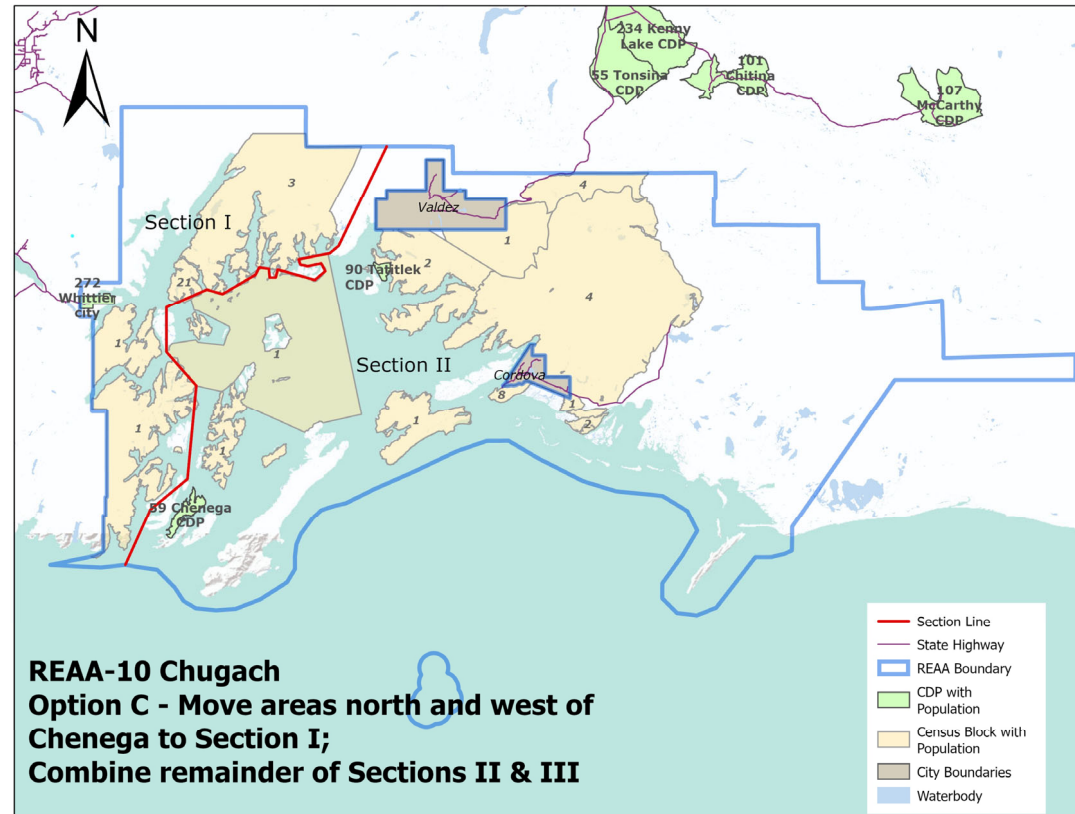 N
234 Kenny
Lake CDP
55 Tonsina
CDP
101
Chitina
CDP
107
McCarthy
CDP
3
4
Section I
Valdez
1
2
90 Tatitlek
CDP
21
272
Whittier
city
4
1
1
Section II
Cordova
8
1
1
2
1
1
59 Chenega
CDP
REAA-10 Chugach
Option C - Move areas north and west of
Chenega to Section I;
Combine remainder of Sections II & III
Section Line
State Highway
REAA Boundary
CDP with
Population
Census Block with
Population
City Boundaries
Waterbody